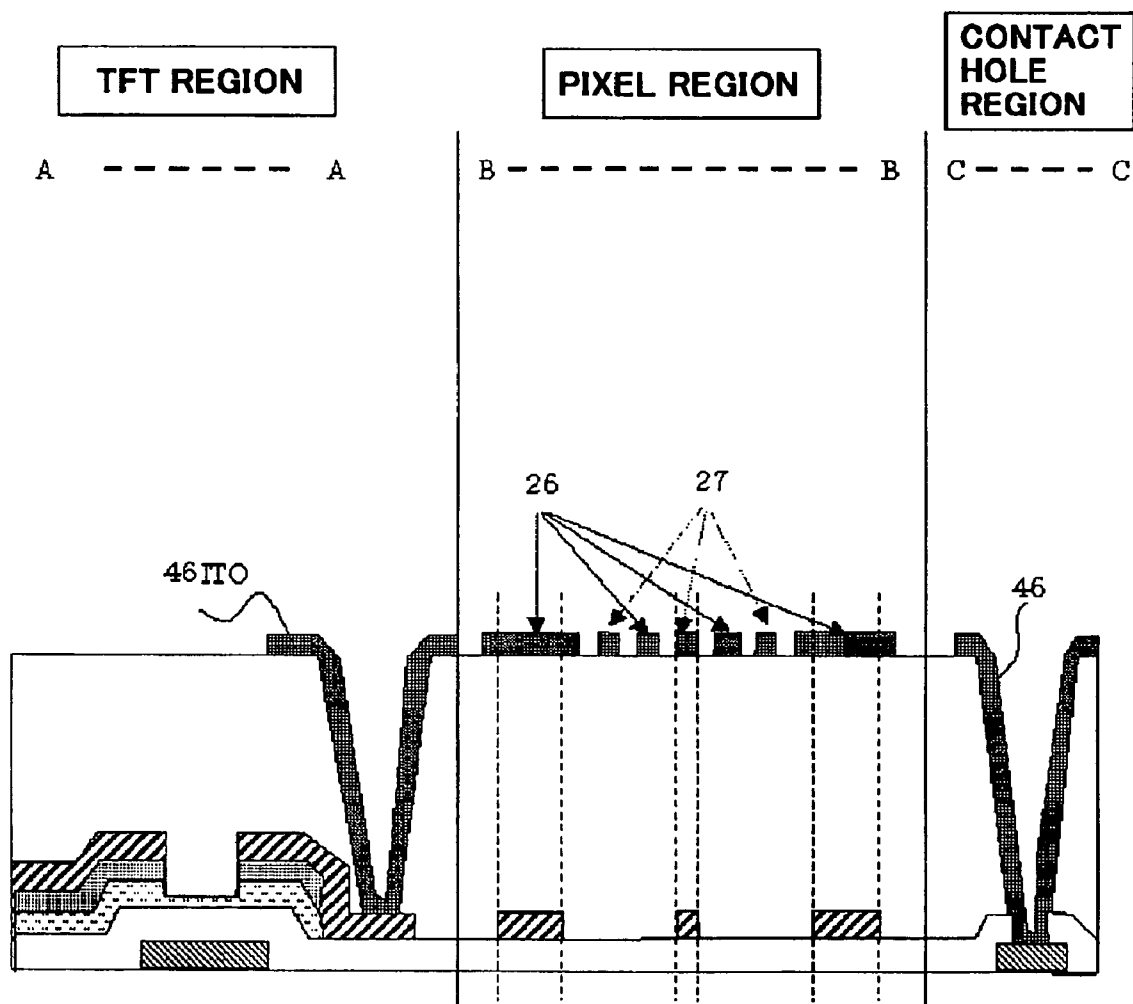 TFT REGION
PIXEL REGION
CONTACT
HOLE
REGION
A A
B B
C C
26
27
46ITO
46